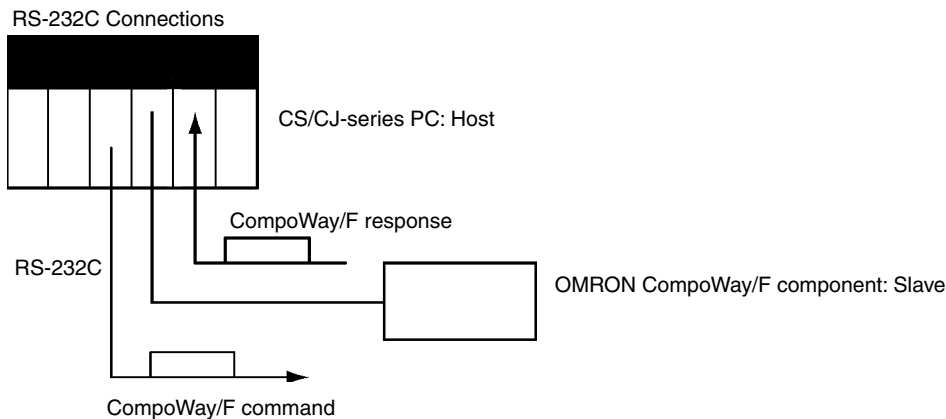 RS-232C Connections
CS/CJ-series PC: Host
CompoWay/F response
RS-232C
OMRON CompoWay/F component: Slave
CompoWay/F command